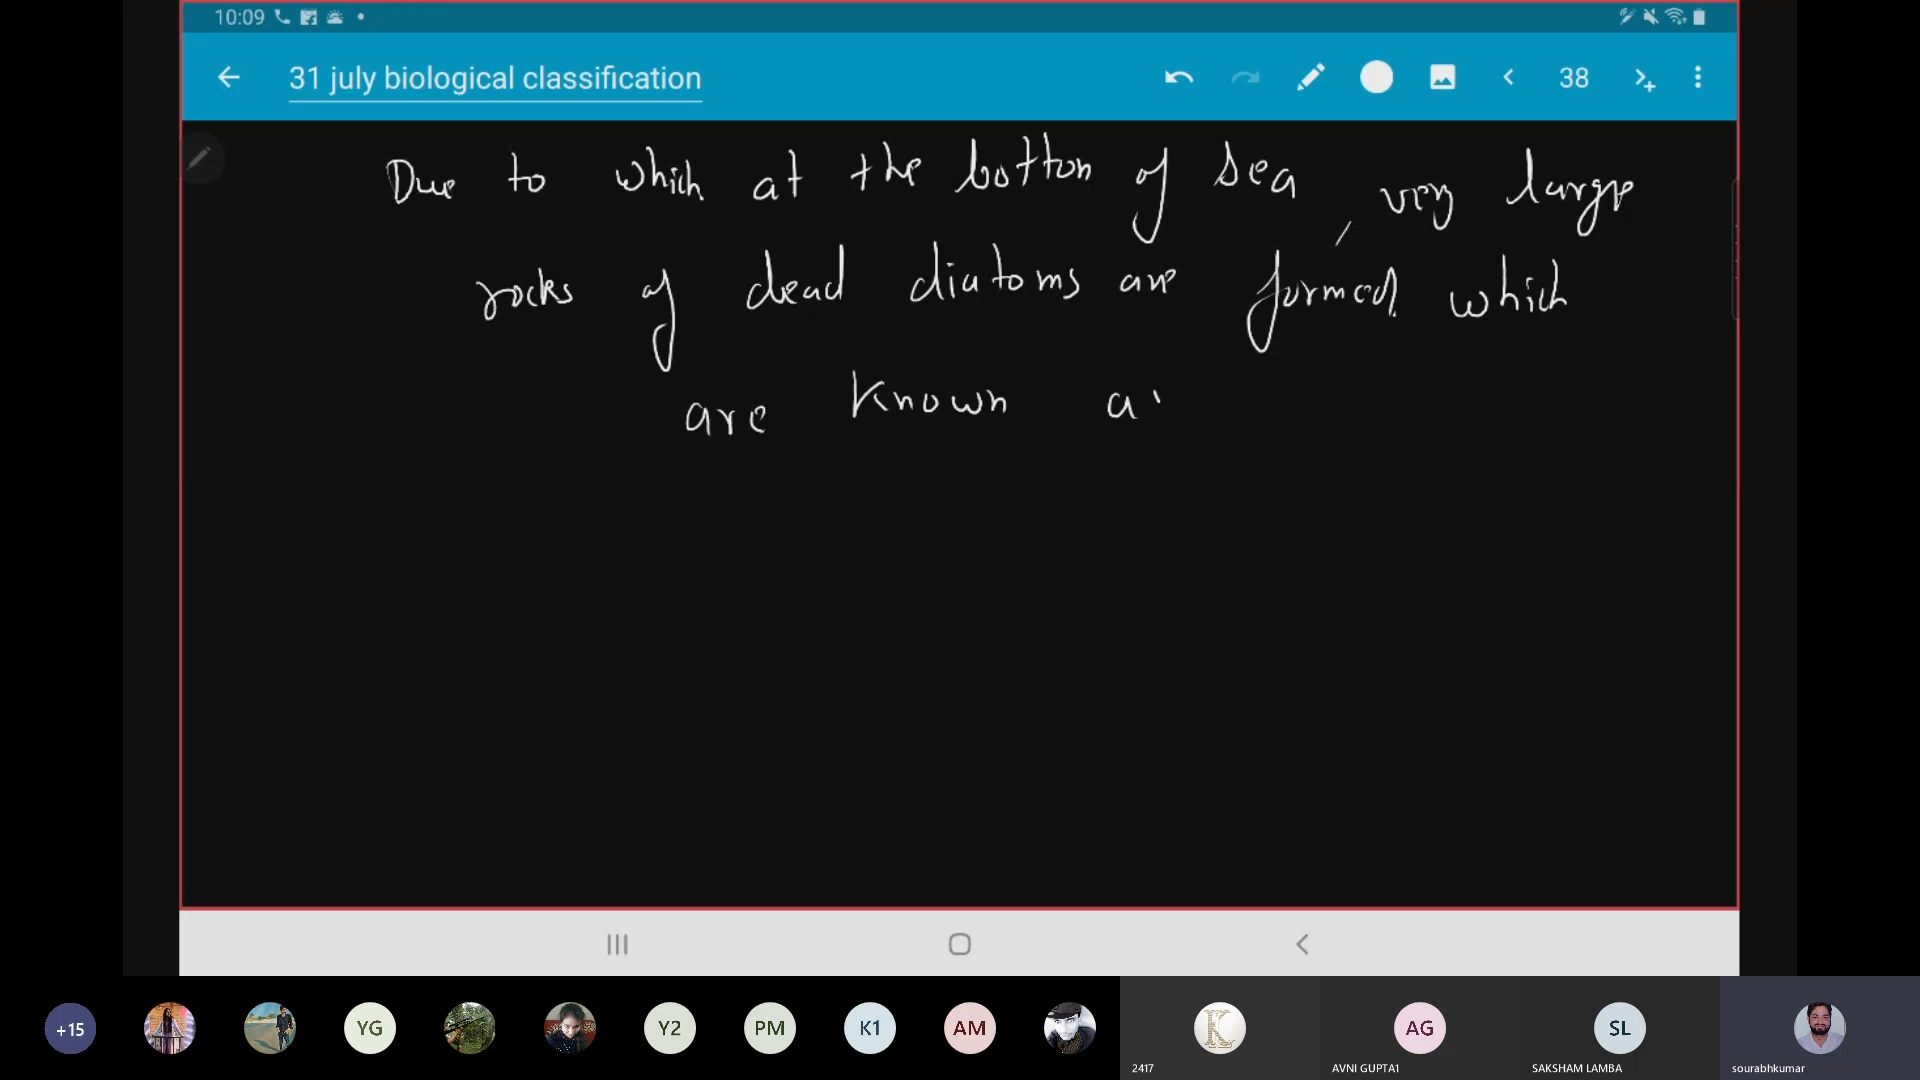 10:09
31 july biological classification
38
Due to which at the bottom of sea, very large
rocks of dead diatoms are formed which
are known a
+15
YG
Y2
PM
K1
AM
K
2417
AG
AVNI GUPTA1
SL
SAKSHAM LAMBA
sourabhkumar